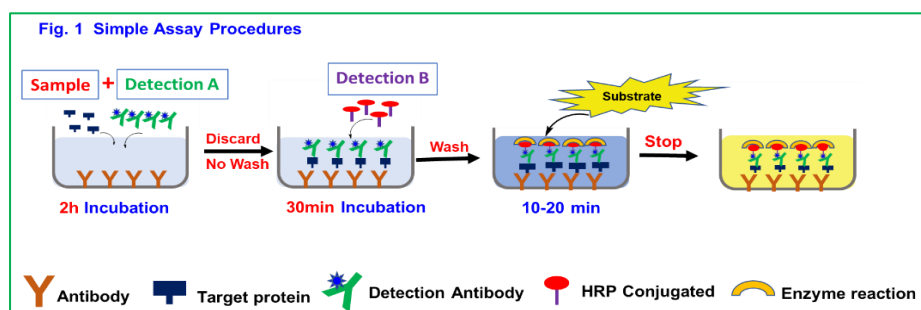 Fig. 1 Simple Assay Procedures
Sample + Detection A
Detection B
Substrate
Discard
No Wash
Wash
Stop
2h Incubation
30min Incubation
10-20 min
Antibody
Target protein
Detection Antibody
HRP Conjugated
Enzyme reaction